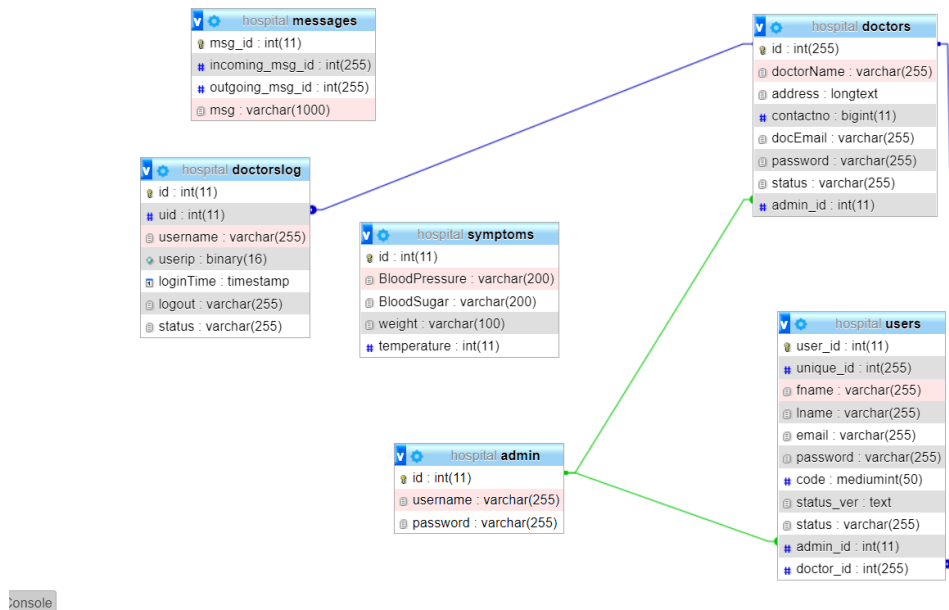 v hospital messages
msg_id : int(11)
# incoming_msg_id : int(255)
# outgoing_msg_id : int(255)
msg : varchar(1000)
v hospital doctors
id : int(255)
doctorName : varchar(255)
address : longtext
# contactno : bigint(11)
docEmail : varchar(255)
password : varchar(255)
status : varchar(255)
# admin_id : int(11)
v hospital doctorslog
id : int(11)
# uid : int(11)
username : varchar(255)
userip : binary(16)
loginTime : timestamp
logout : varchar(255)
status : varchar(255)
v hospital symptoms
id : int(11)
BloodPressure : varchar(200)
BloodSugar : varchar(200)
weight : varchar(100)
# temperature : int(11)
v hospital users
user_id : int(11)
# unique_id : int(255)
fname : varchar(255)
lname : varchar(255)
email : varchar(255)
password : varchar(255)
# code : mediumint(50)
status_ver : text
status : varchar(255)
# admin_id : int(11)
# doctor_id : int(255)
v hospital admin
id : int(11)
username : varchar(255)
password : varchar(255)
Console